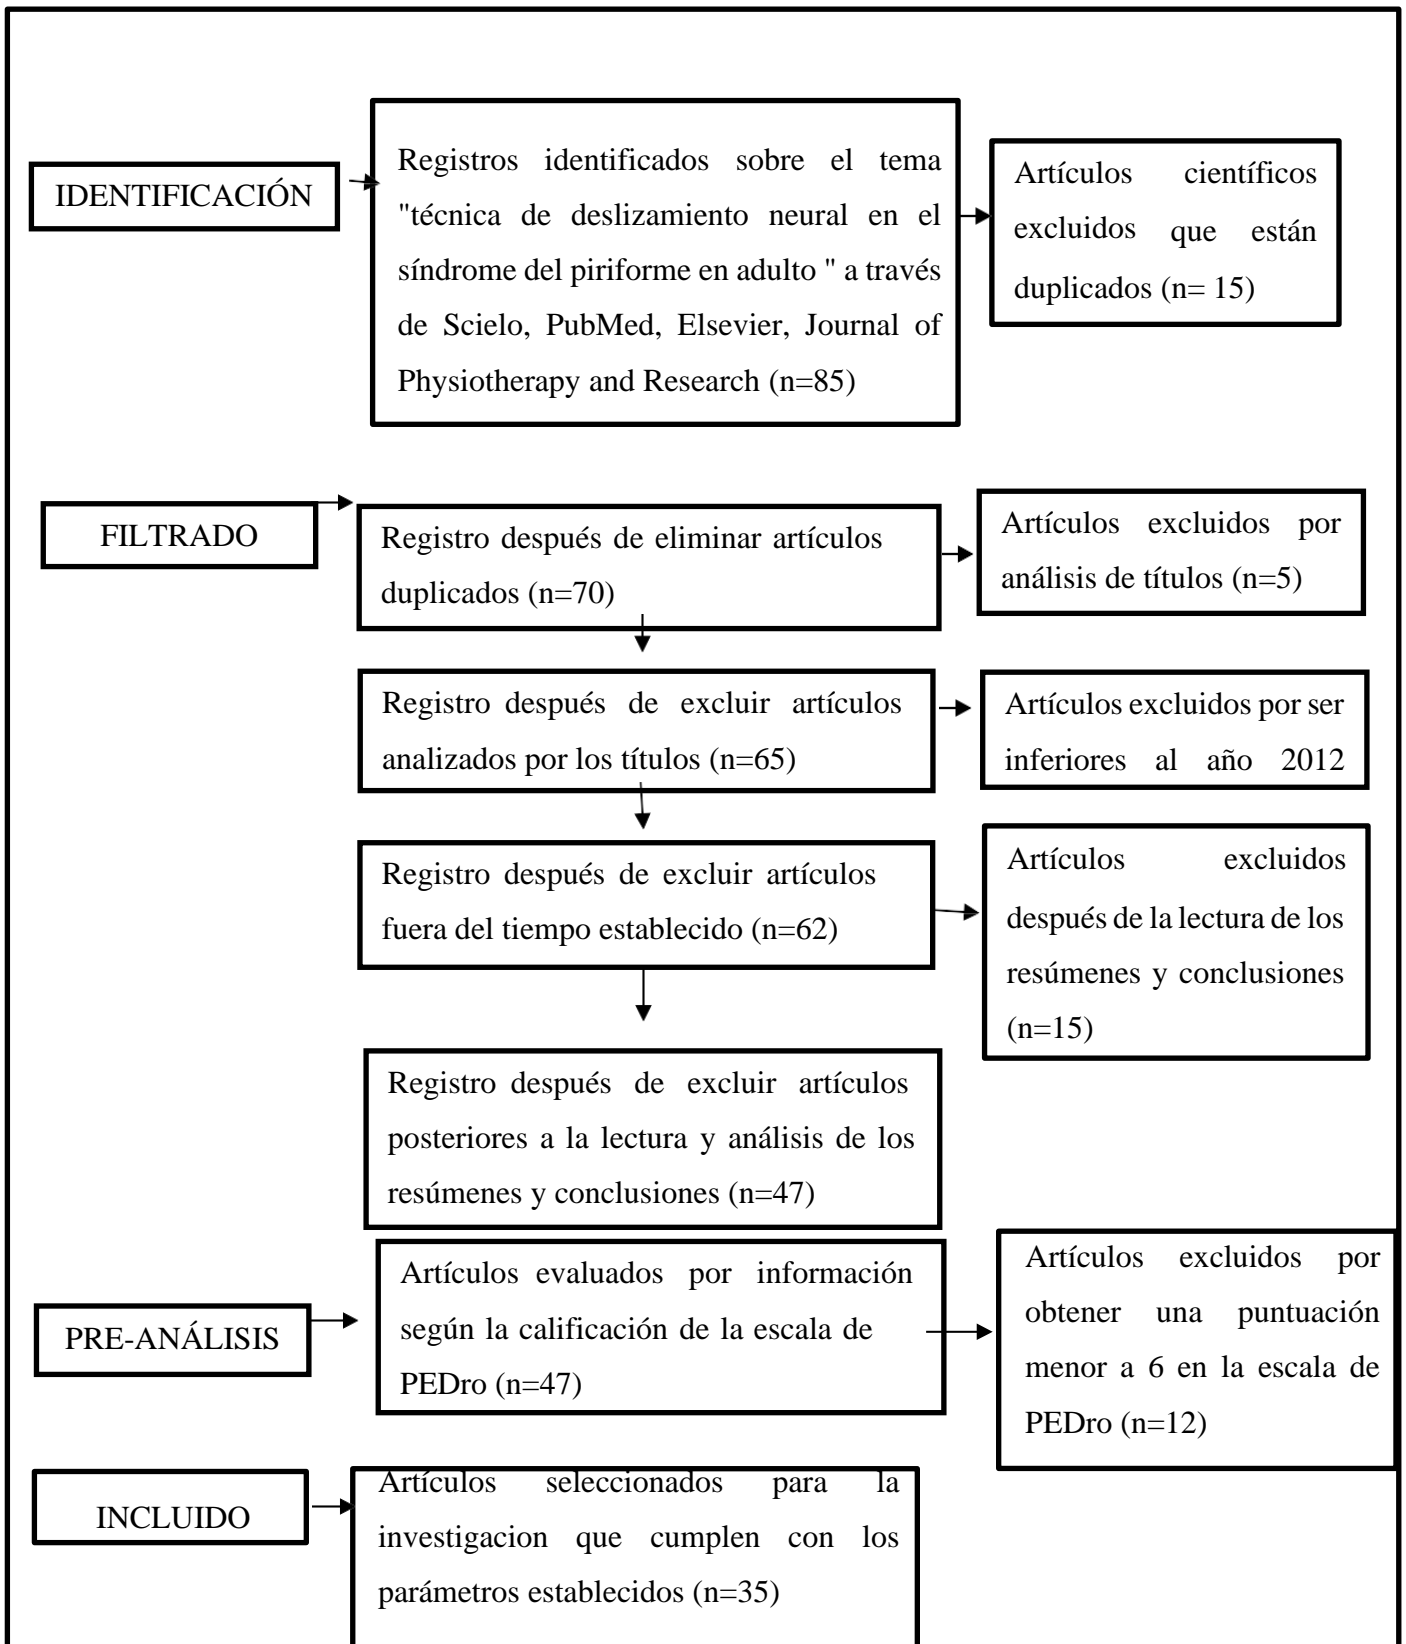 IDENTIFICACIÓN
Registros identificados sobre el tema
"técnica de deslizamiento neural en el
síndrome del piriforme en adulto " a través
de Scielo, PubMed, Elsevier, Journal of
Physiotherapy and Research (n=85)
Artículos científicos
excluidos que están
duplicados (n= 15)
FILTRADO
Registro después de eliminar artículos
duplicados (n=70)
Artículos excluidos por
análisis de títulos (n=5)
Registro después de excluir artículos
analizados por los títulos (n=65)
Artículos excluidos por ser
inferiores al año 2012
Registro después de excluir artículos
fuera del tiempo establecido (n=62)
Artículos excluidos
después de la lectura de los
resúmenes y conclusiones
(n=15)
Registro después de excluir artículos
posteriores a la lectura y análisis de los
resúmenes y conclusiones (n=47)
PRE-ANÁLISIS
Artículos evaluados por información
según la calificación de la escala de
PEDro (n=47)
Artículos excluidos por
obtener una puntuación
menor a 6 en la escala de
PEDro (n=12)
INCLUIDO
Artículos seleccionados para la
investigacion que cumplen con los
parámetros establecidos (n=35)